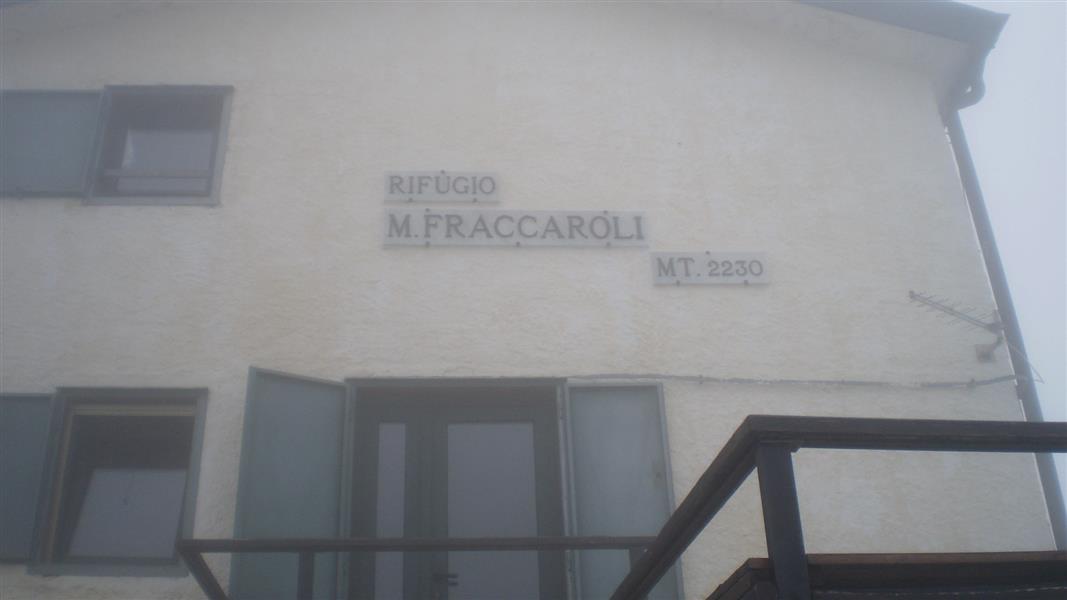 RIFÙGIO
M. FRACCAROLI
MT. 2230